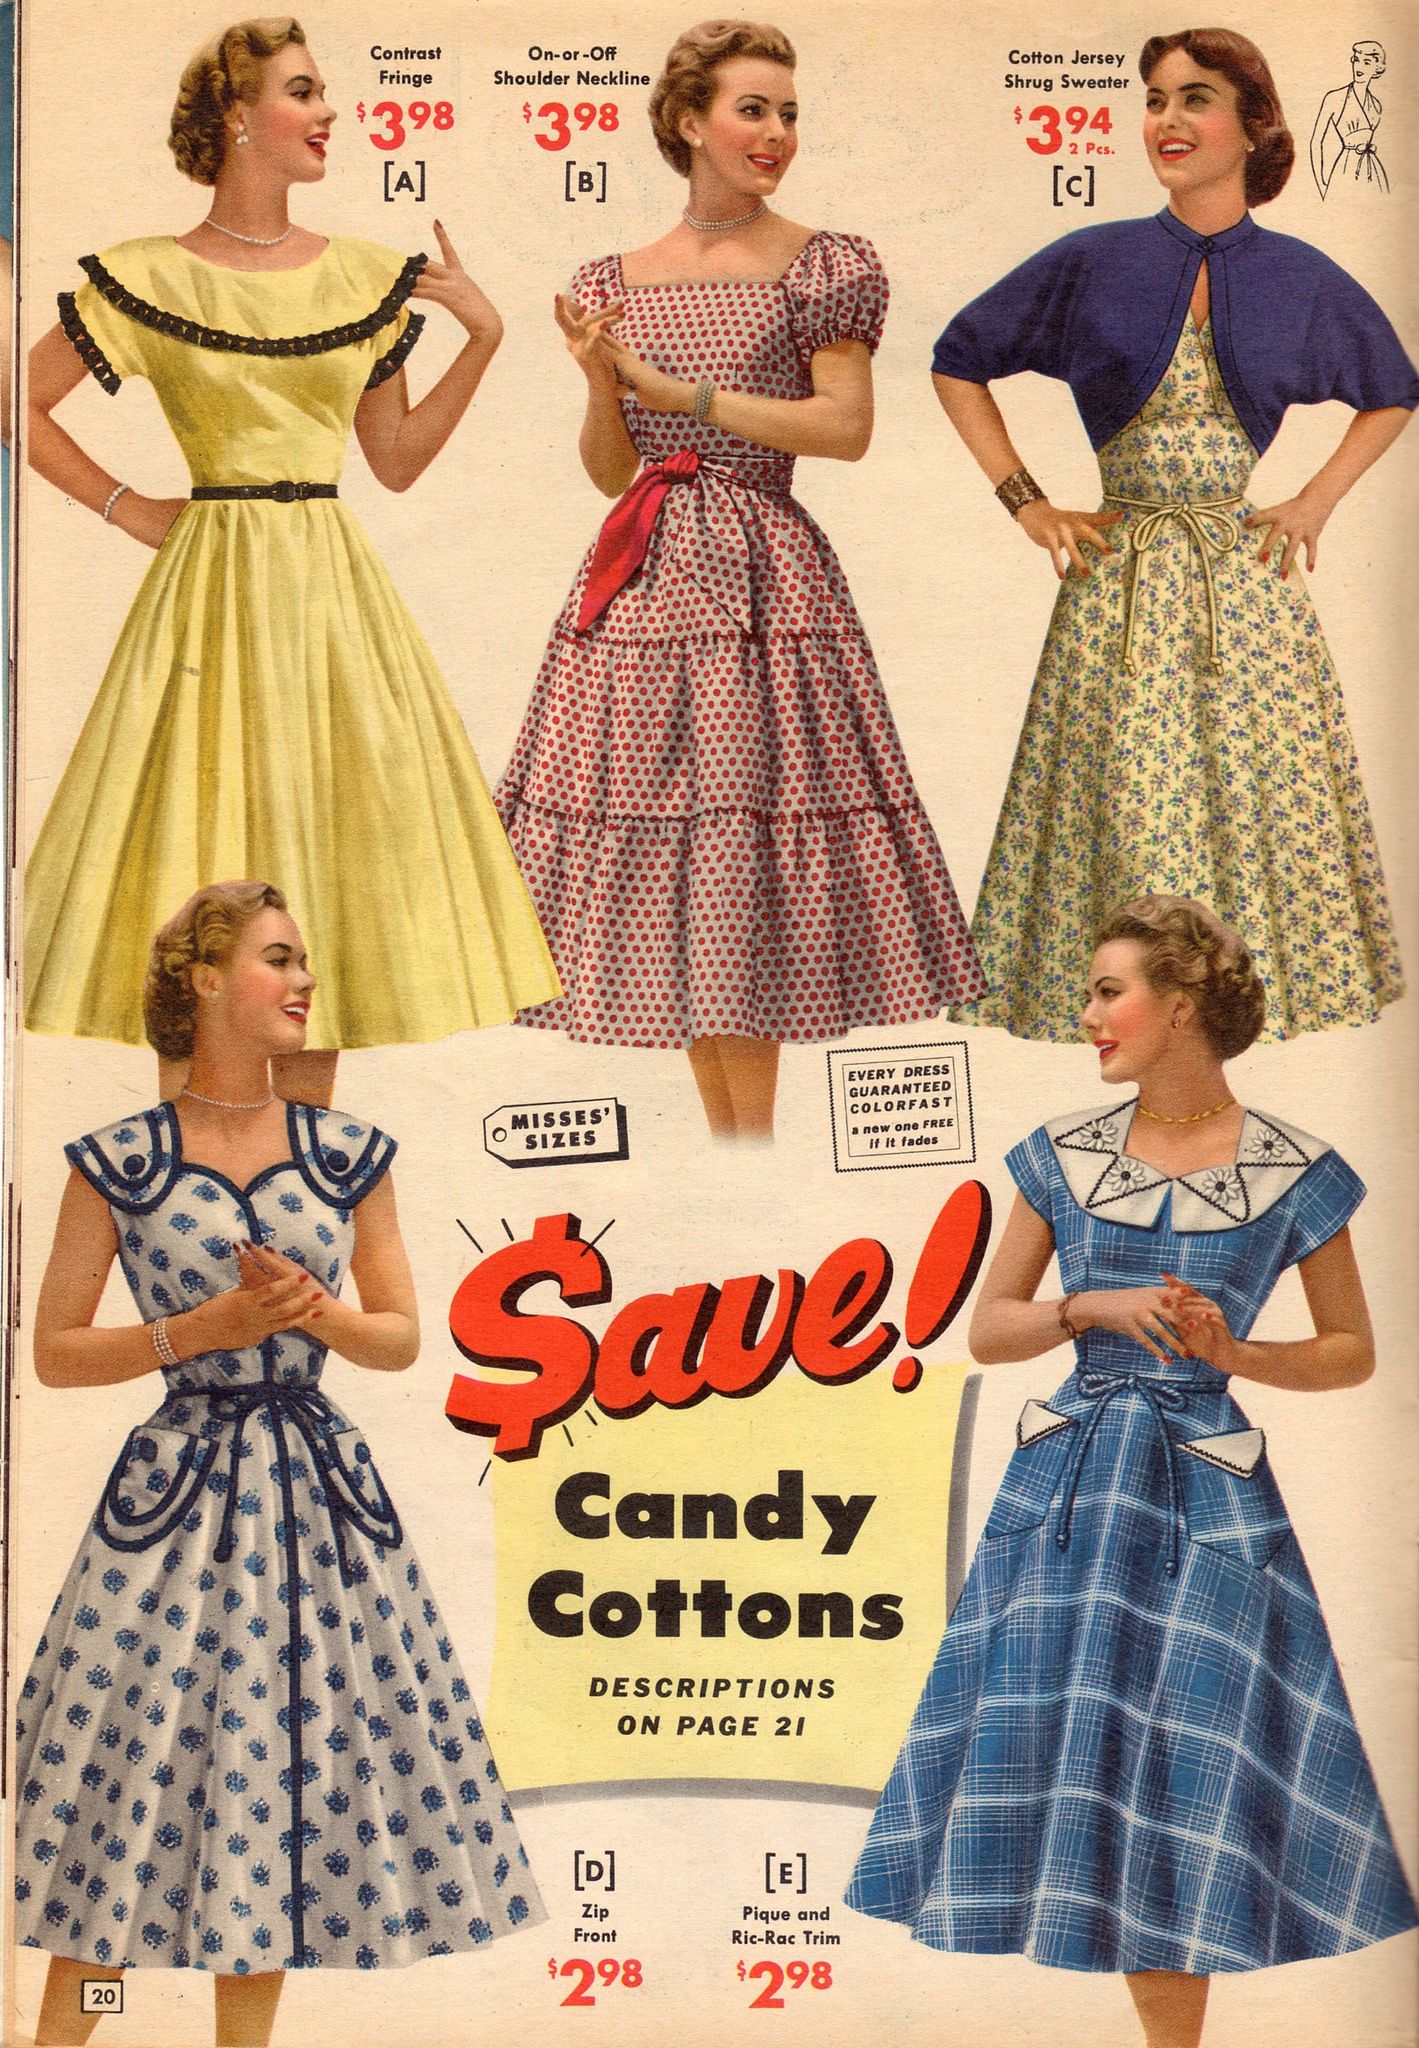 Contrast
Fringe
$3.98
[A]
On-or-Off
Shoulder Neckline
$3.98
[B]
Cotton Jersey
Shrug Sweater
$3.94
2 Pcs.
[C]
MISSES'
SIZES
EVERY DRESS
GUARANTEED
COLORFAST
a new one FREE
if it fades
$ave!
Candy
Cottons
DESCRIPTIONS
ON PAGE 21
[D]
Zip
Front
$2.98
[E]
Pique and
Ric-Rac Trim
$2.98
20